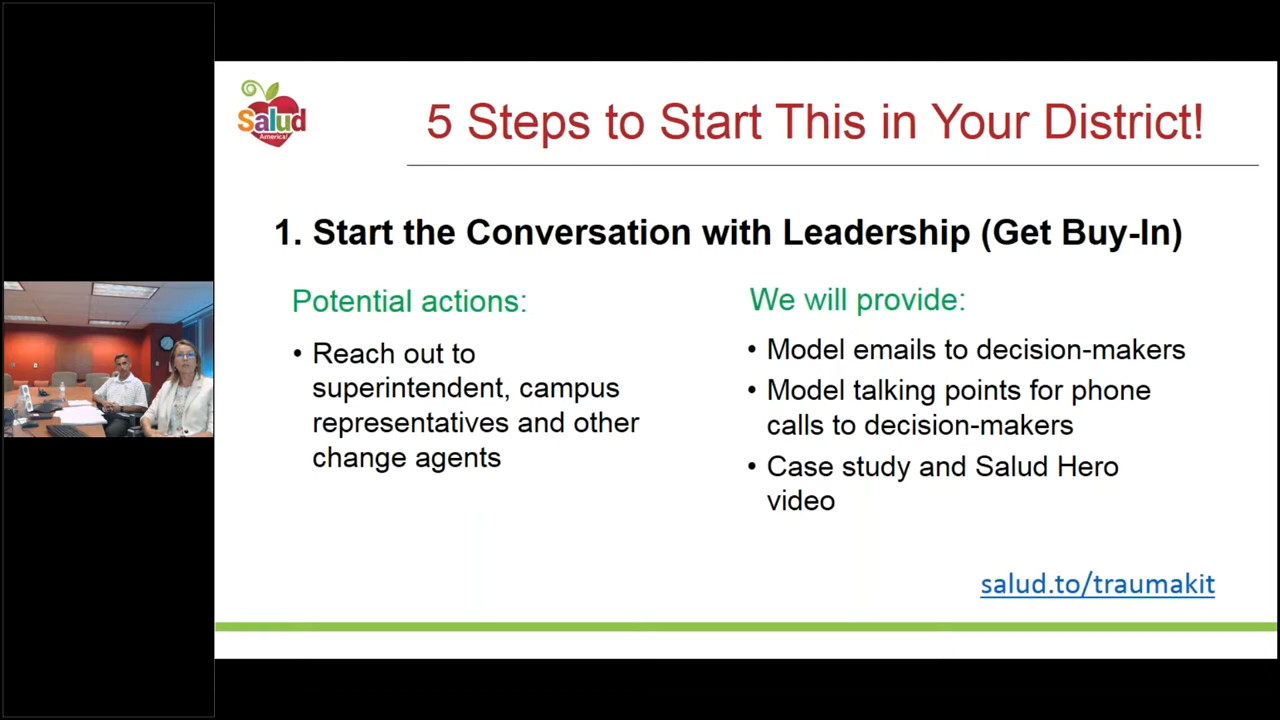 Salud
America!
5 Steps to Start This in Your District!
1. Start the Conversation with Leadership (Get Buy-In)
Potential actions:
• Reach out to
superintendent, campus
representatives and other
change agents
We will provide:
• Model emails to decision-makers
• Model talking points for phone
calls to decision-makers
• Case study and Salud Hero
video
salud.to/traumakit